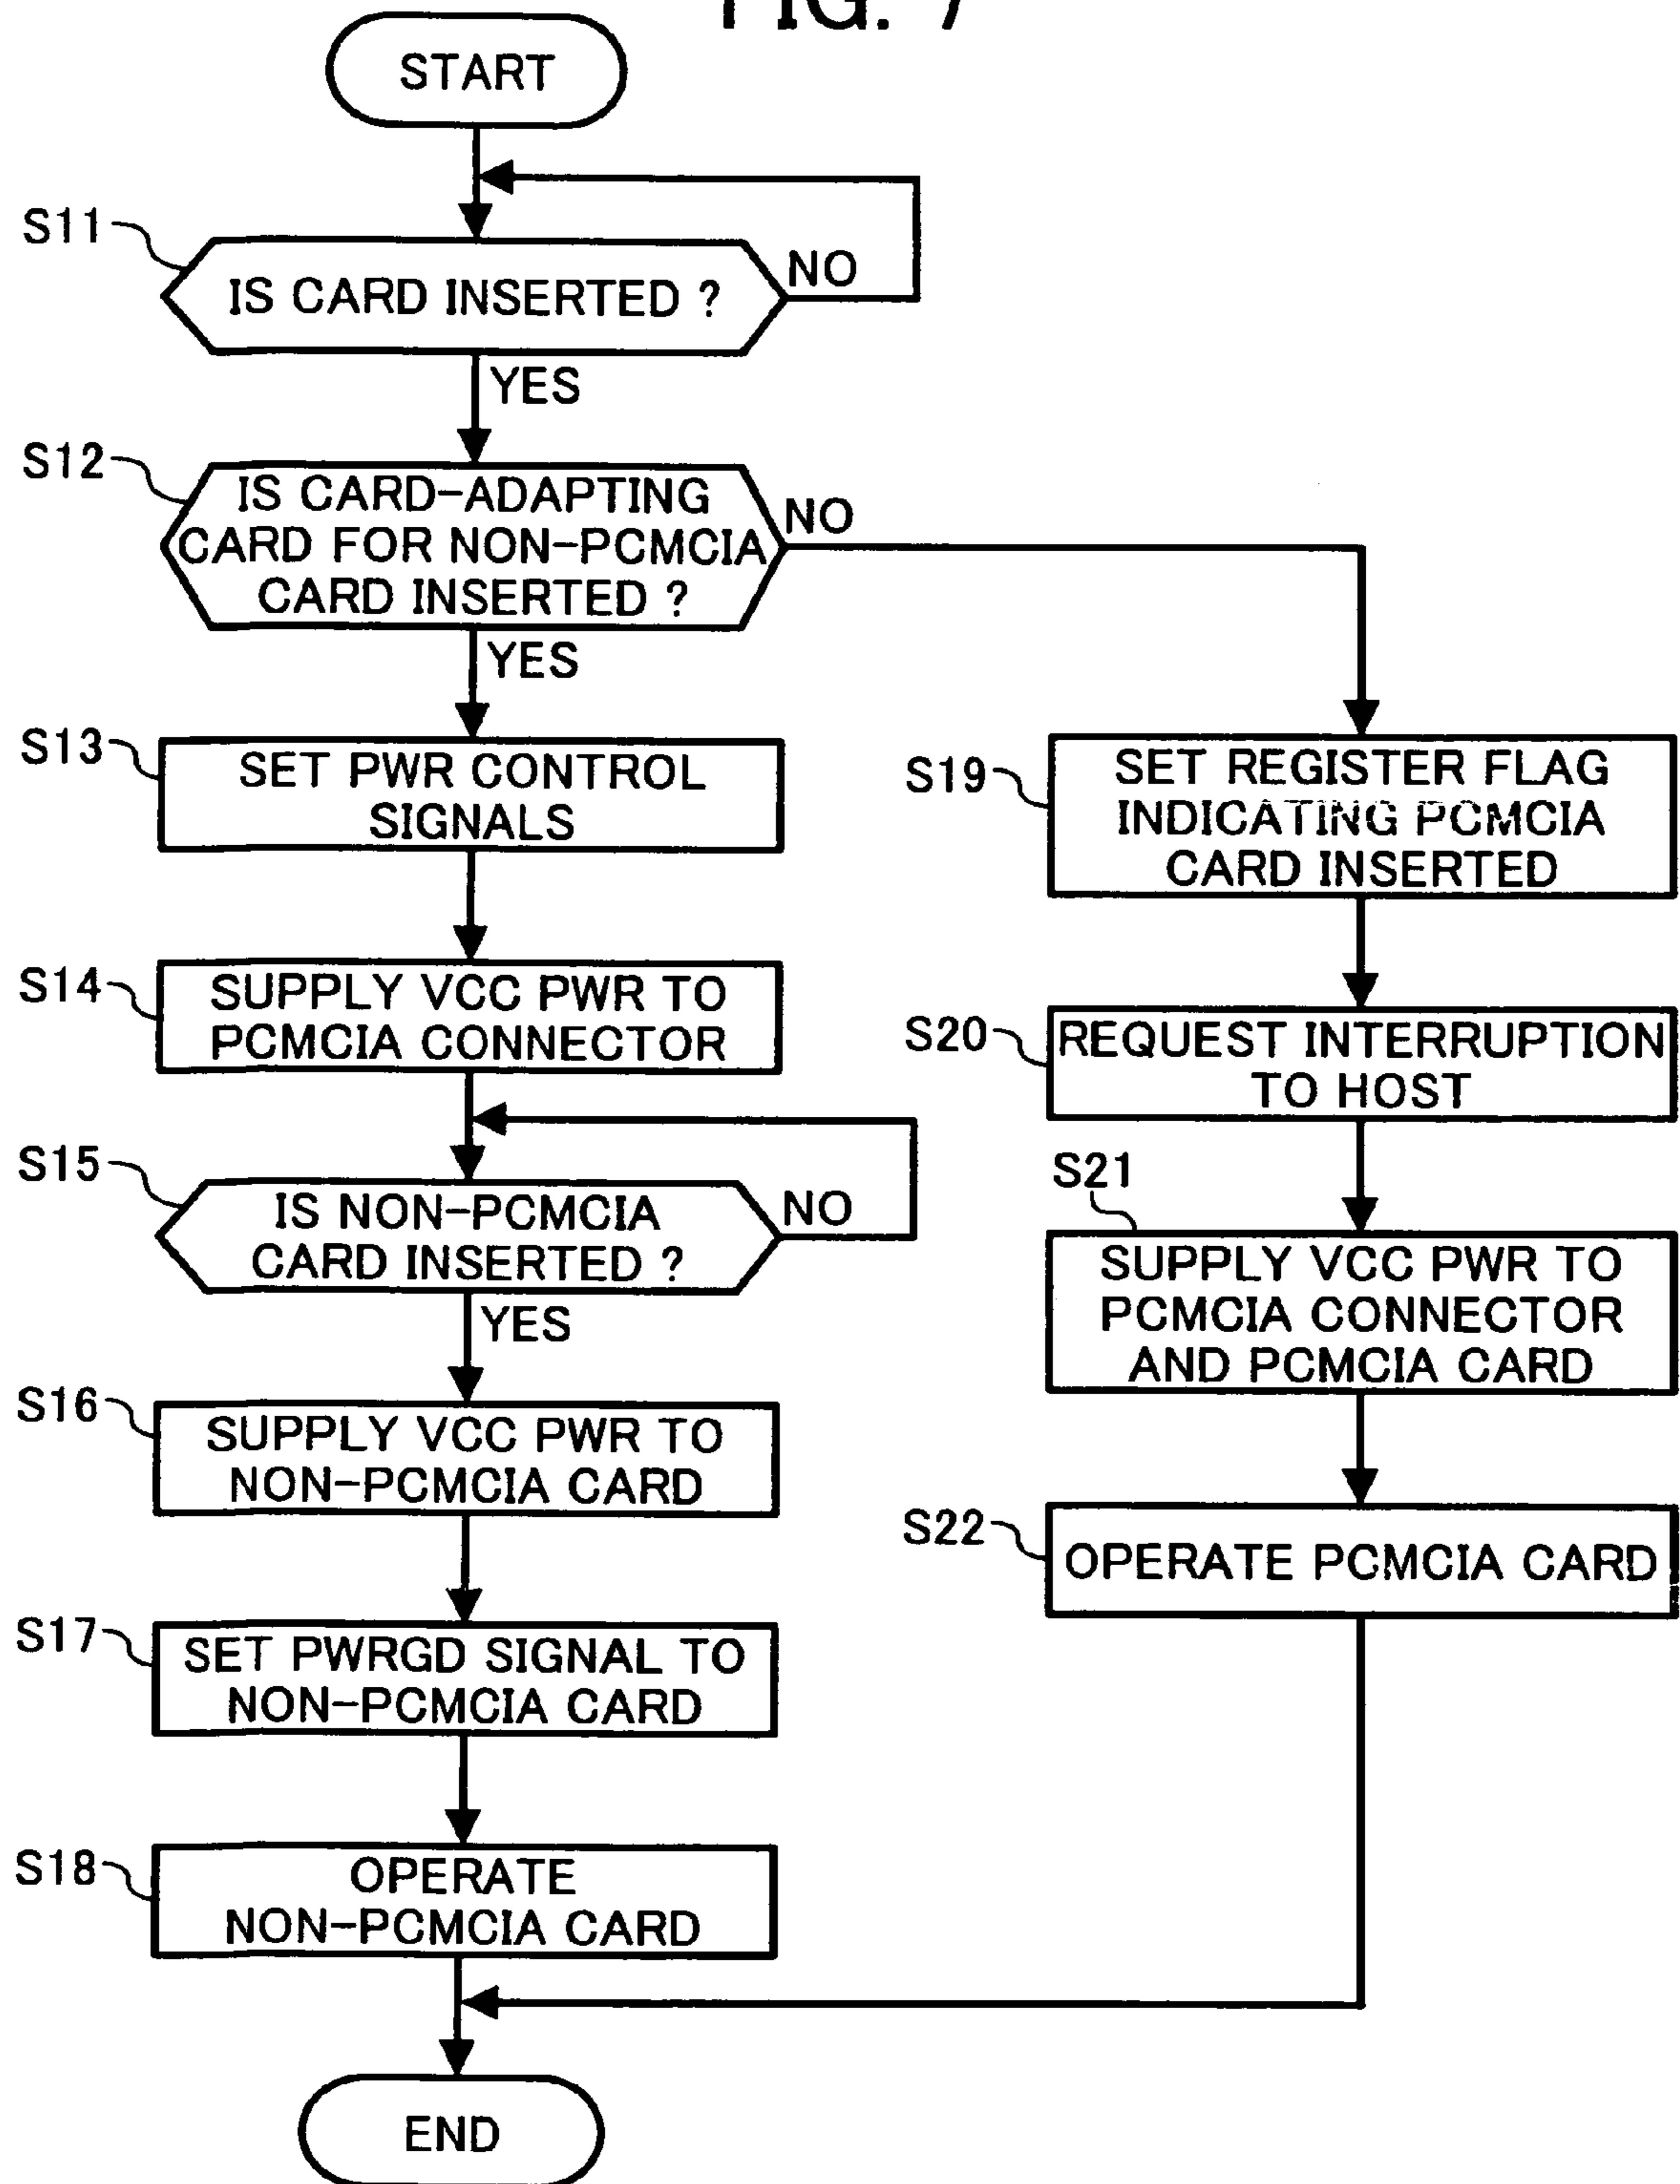 FIG. 7
START
S11
IS CARD INSERTED ?
NO
YES
S12
IS CARD-ADAPTING
CARD FOR NON-PCMCIA
CARD INSERTED ?
NO
YES
S13
SET PWR CONTROL
SIGNALS
S14
SUPPLY VCC PWR TO
PCMCIA CONNECTOR
S15
IS NON-PCMCIA
CARD INSERTED ?
NO
YES
S16
SUPPLY VCC PWR TO
NON-PCMCIA CARD
S17
SET PWRGD SIGNAL TO
NON-PCMCIA CARD
S18
OPERATE
NON-PCMCIA CARD
S19
SET REGISTER FLAG
INDICATING PCMCIA
CARD INSERTED
S20
REQUEST INTERRUPTION
TO HOST
S21
SUPPLY VCC PWR TO
PCMCIA CONNECTOR
AND PCMCIA CARD
S22
OPERATE PCMCIA CARD
END